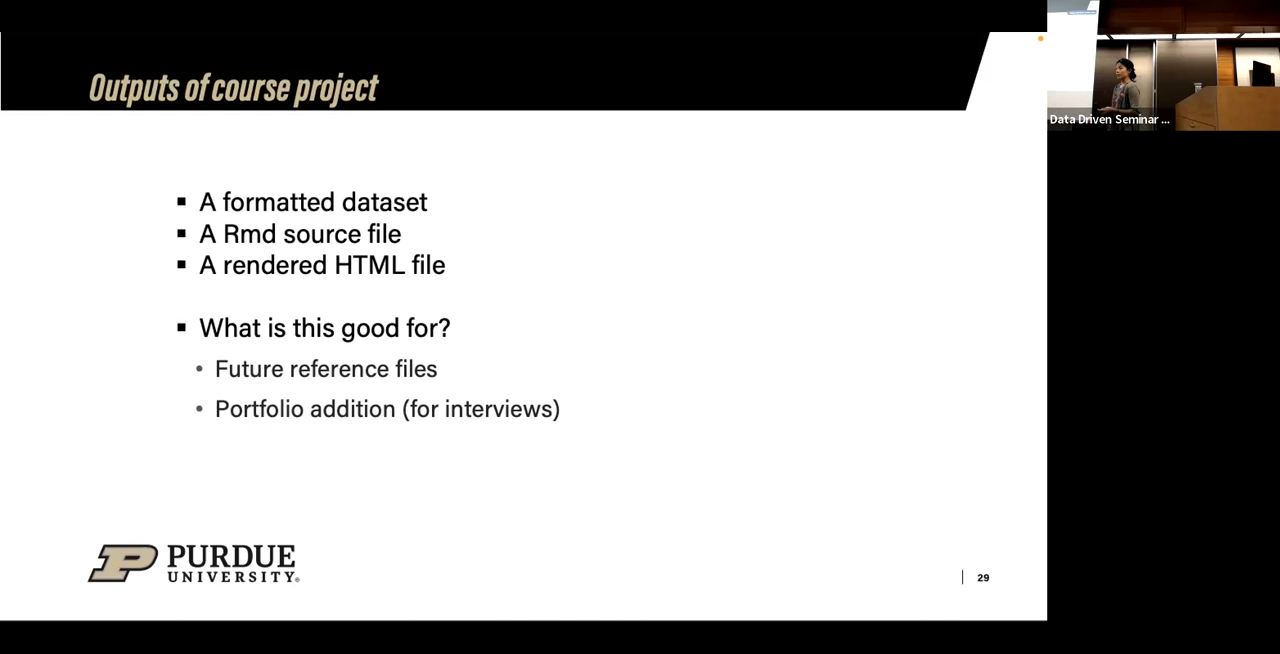 Outputs of course project
▪ A formatted dataset
▪ A Rmd source file
▪ A rendered HTML file
▪ What is this good for?
• Future reference files
• Portfolio addition (for interviews)
PURDUE
UNIVERSITY®
29
Data Driven Seminar ...